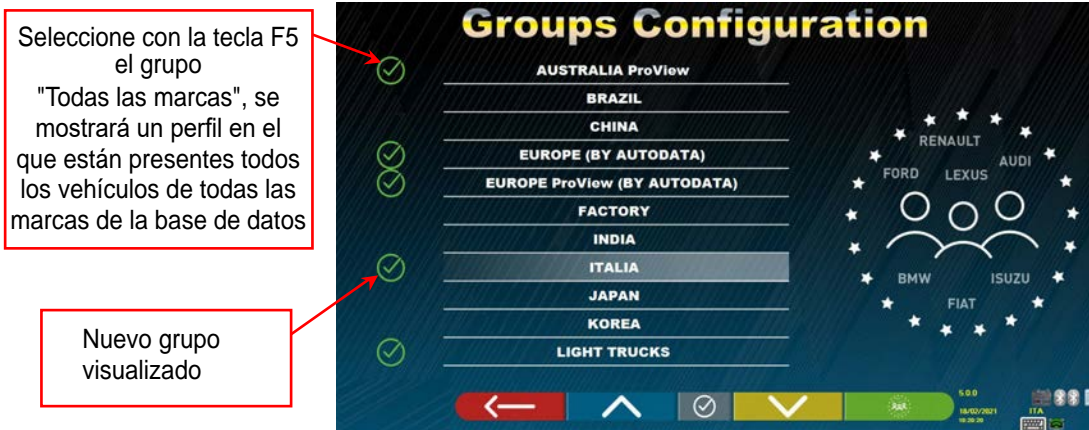 Seleccione con la tecla F5
el grupo
"Todas las marcas", se
mostrará un perfil en el
que están presentes todos
los vehículos de todas las
marcas de la base de datos
Nuevo grupo
visualizado
Groups Configuration
AUSTRALIA ProView
BRAZIL
CHINA
EUROPE (BY AUTODATA)
EUROPE ProView (BY AUTODATA)
FACTORY
INDIA
ITALIA
JAPAN
KOREA
LIGHT TRUCKS
RENAULT
AUDI
FORD
LEXUS
BMW
ISUZU
FIAT
5.0.0
18/02/2021
10:20:20
ITA